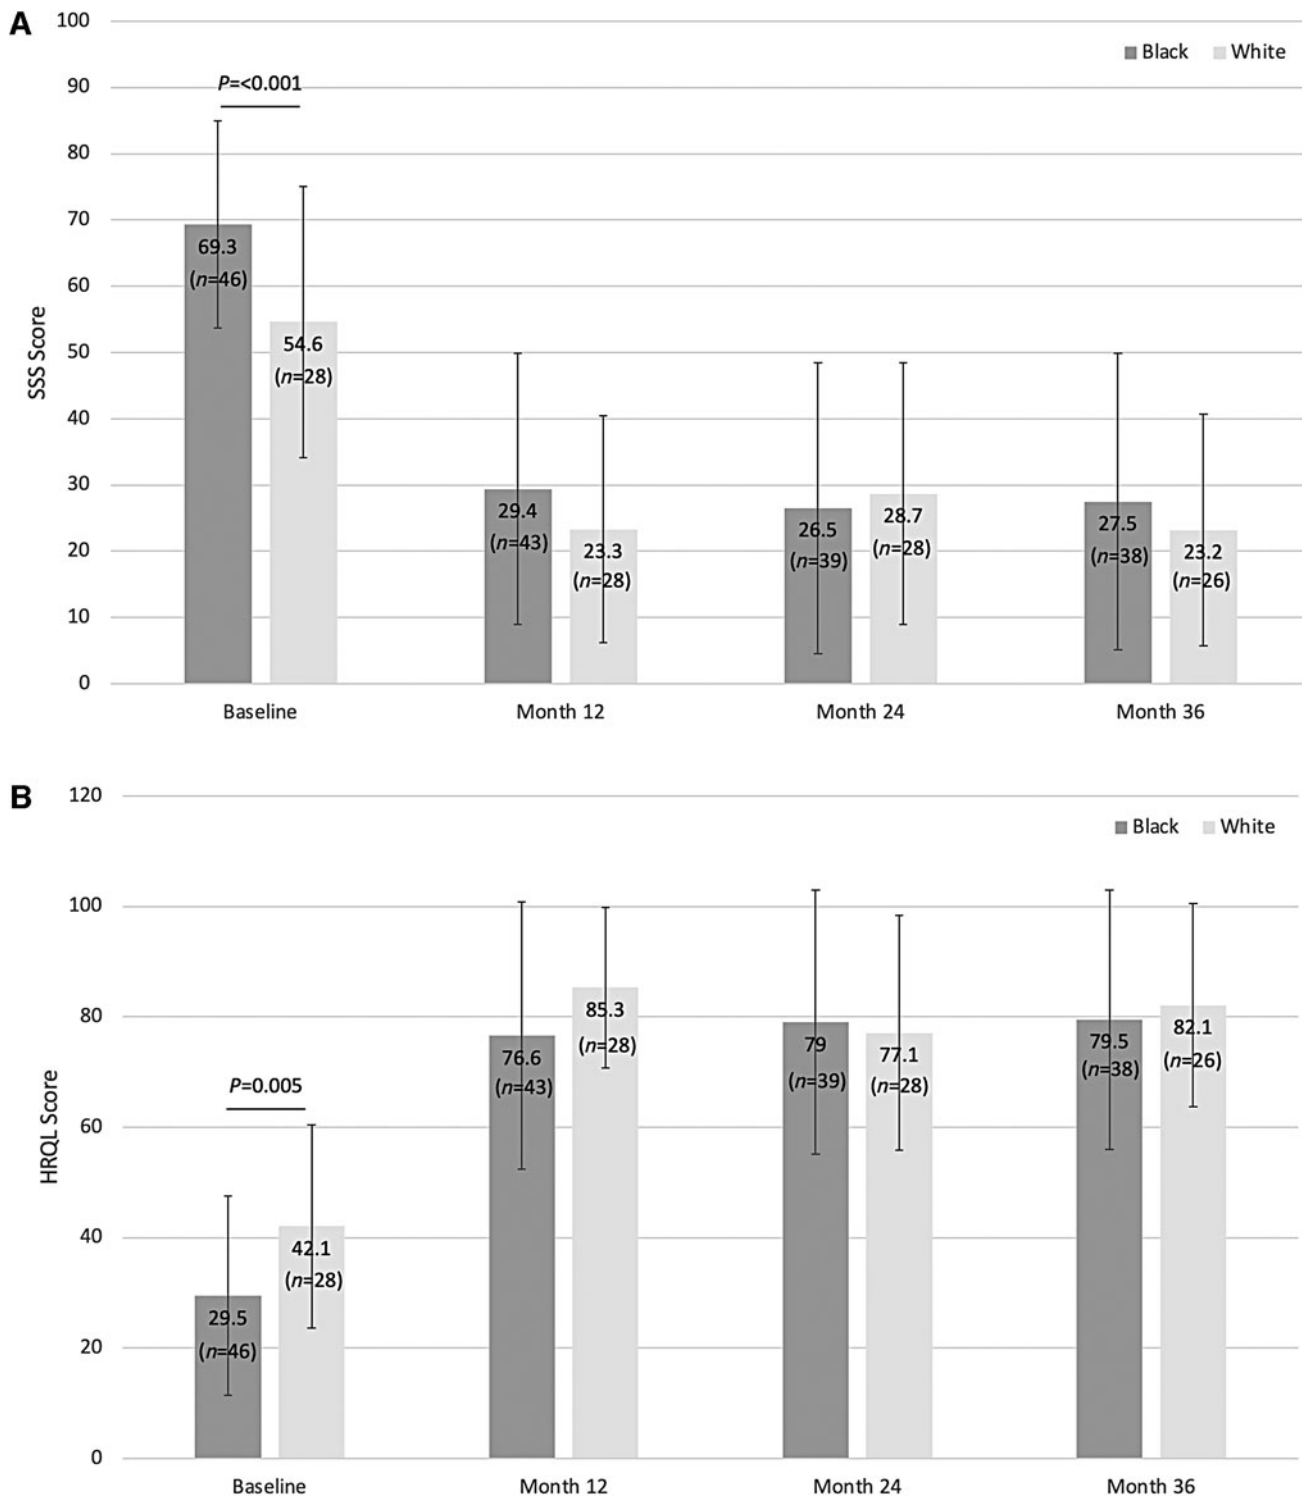 A
100
Black White
90
P=<0.001
80
70
69.3
(n=46)
60
54.6
(n=28)
50
SSS Score
40
30
29.4
(n=43)
23.3
(n=28)
26.5
(n=39)
28.7
(n=28)
27.5
(n=38)
23.2
(n=26)
20
10
0
Baseline Month 12 Month 24 Month 36
B
120
Black White
100
80
85.3
(n=28)
76.6
(n=43)
79
(n=39)
77.1
(n=28)
79.5
(n=38)
82.1
(n=26)
P=0.005
60
HRQL Score
40
42.1
(n=28)
29.5
(n=46)
20
0
Baseline Month 12 Month 24 Month 36